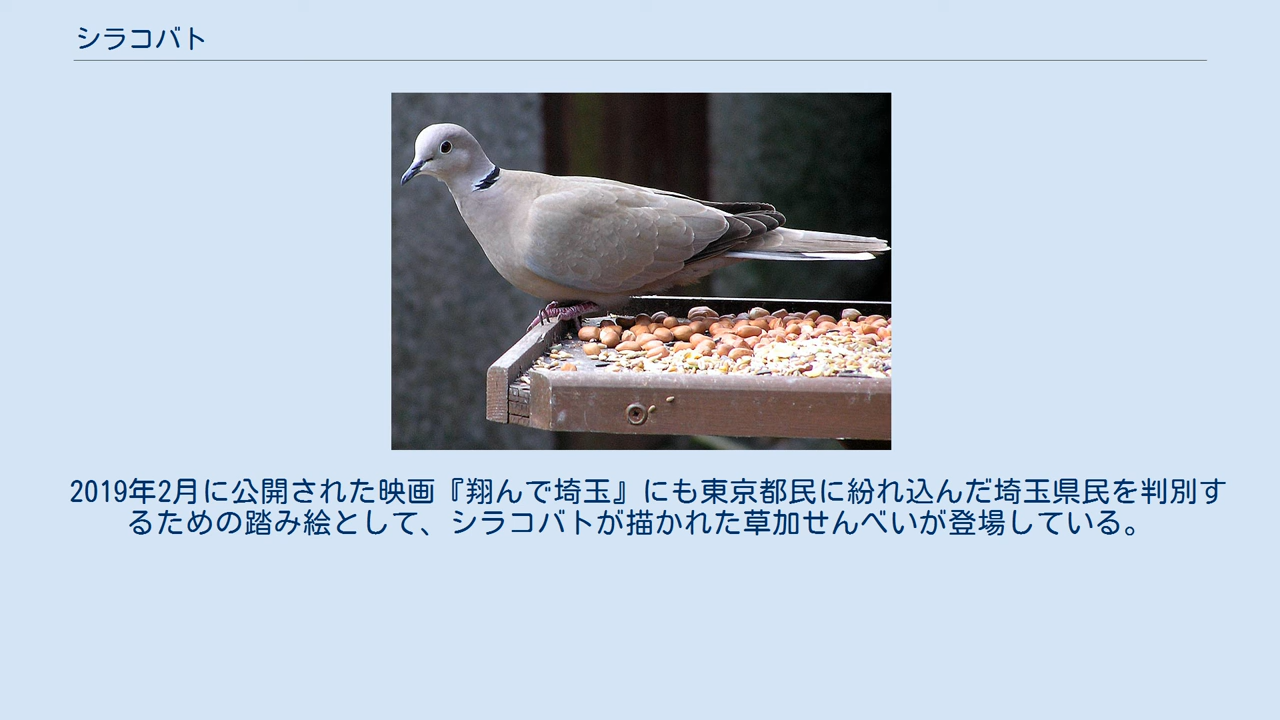 シラコバト
2019年2月に公開された映画『翔んで埼玉』にも東京都民に紛れ込んだ埼玉県民を判別す
るための踏み絵として、シラコバトが描かれた草加せんべいが登場している。